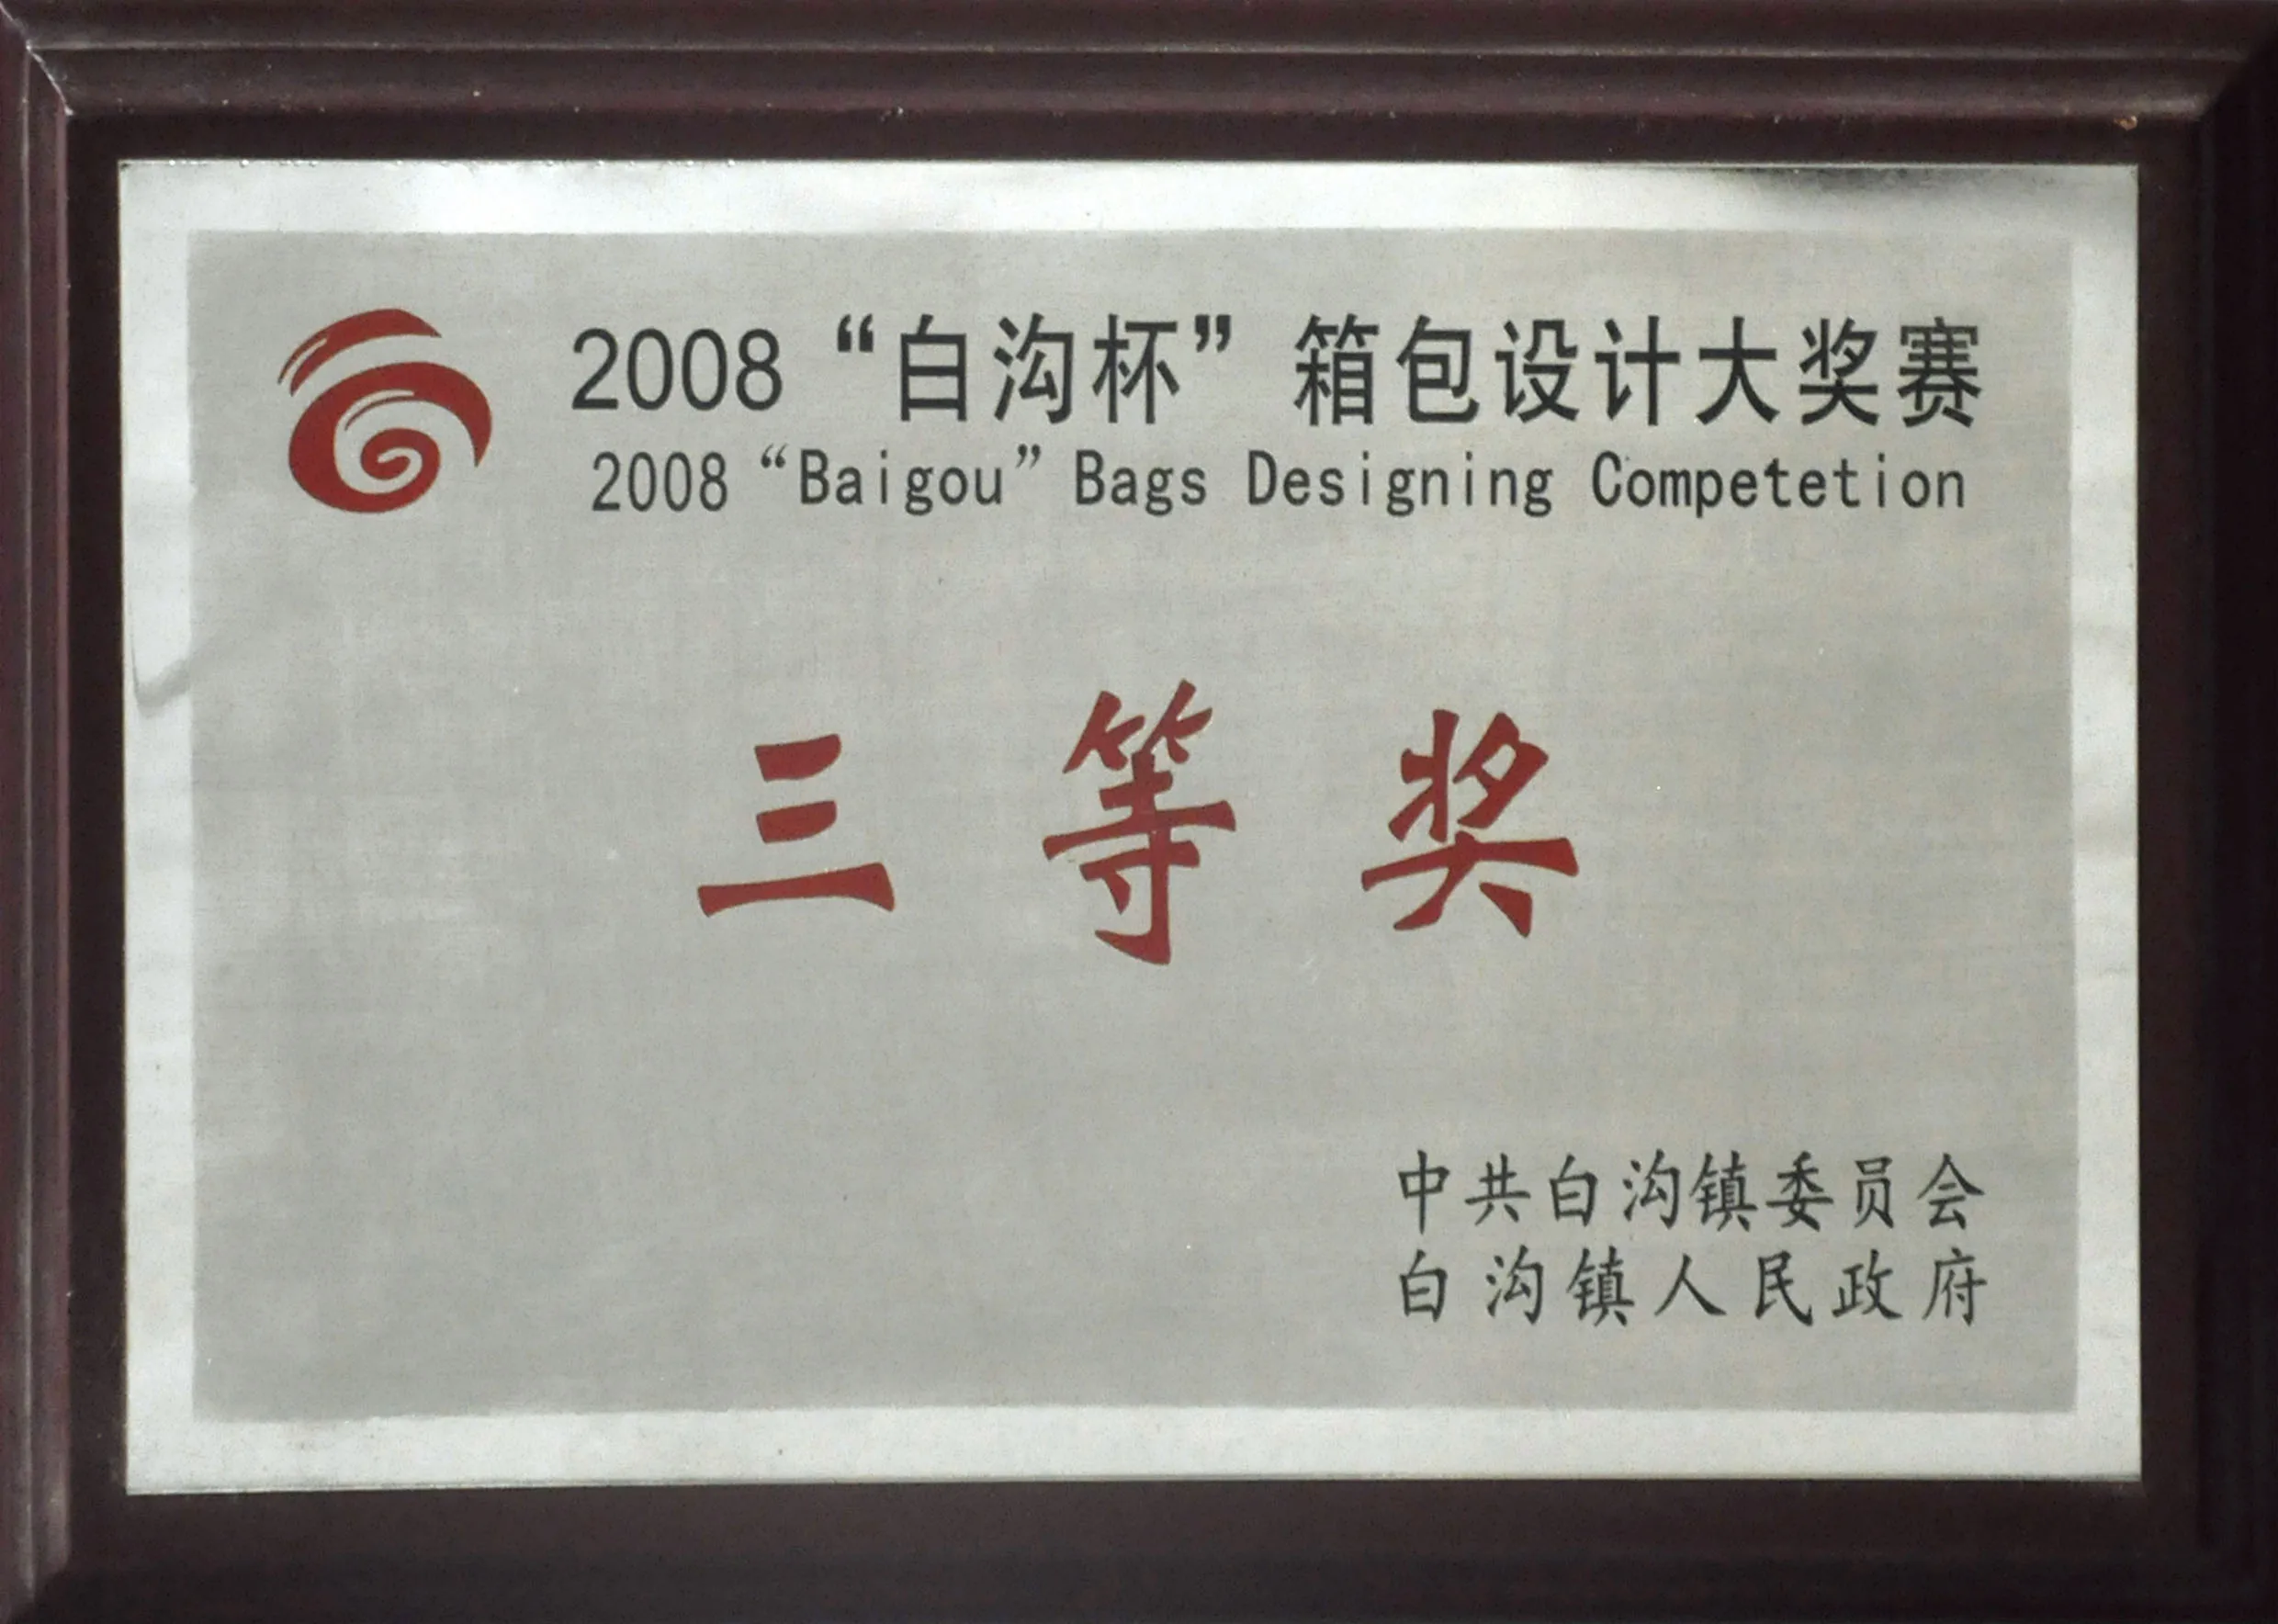 2008“白沟杯”箱包设计大奖赛
2008“Baigou”Bags Designing Competetion
三等奖
中共白沟镇委员会
白沟镇人民政府